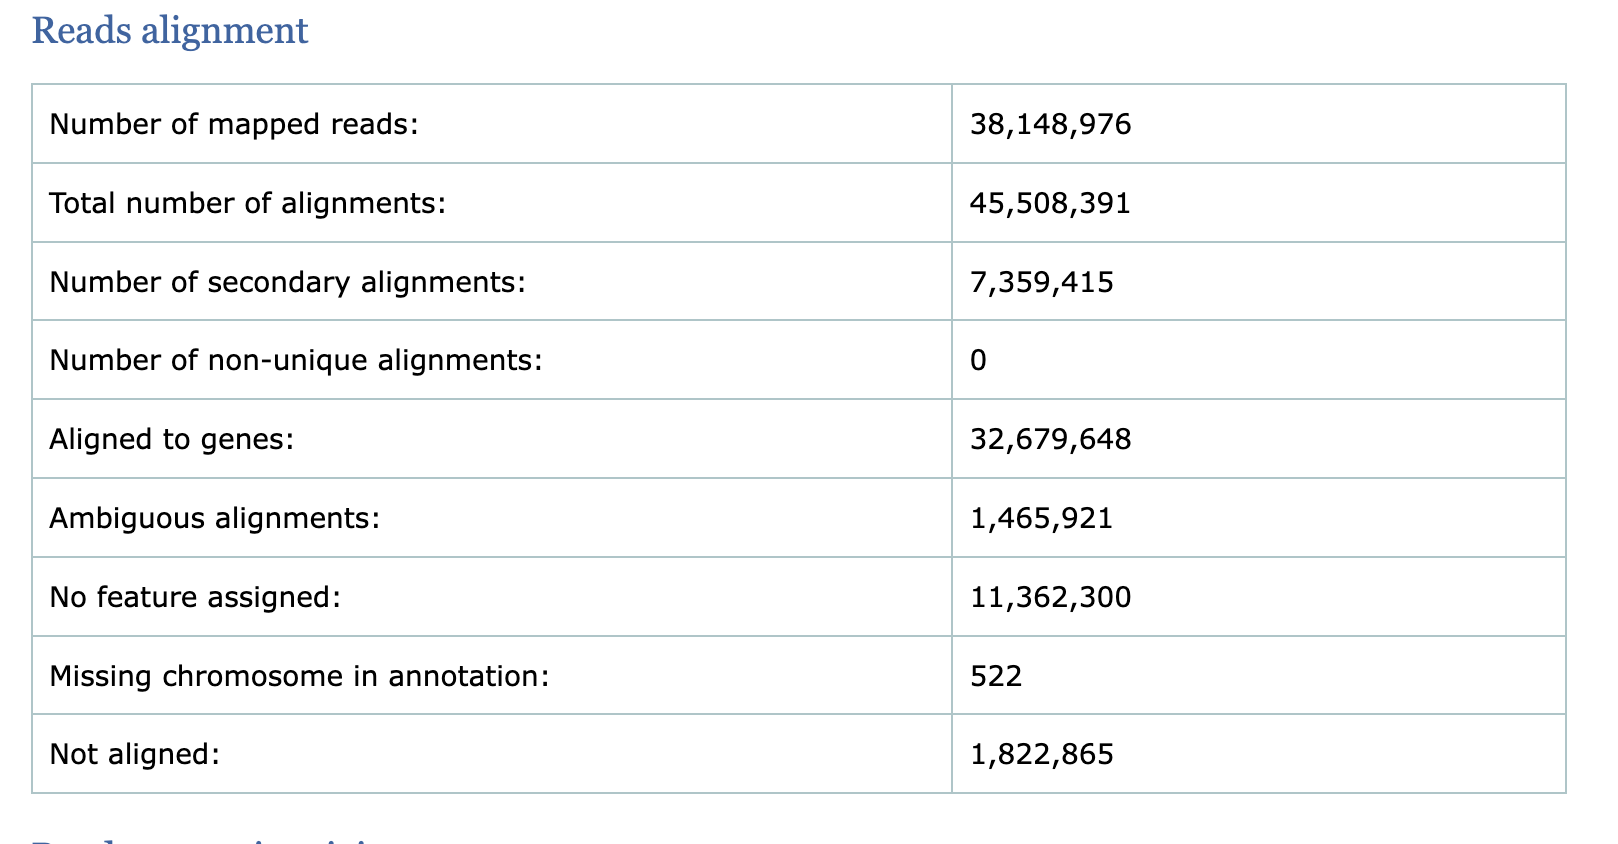 Reads alignment
Number of mapped reads: 38,148,976
Total number of alignments: 45,508,391
Number of secondary alignments: 7,359,415
Number of non-unique alignments: 0
Aligned to genes: 32,679,648
Ambiguous alignments: 1,465,921
No feature assigned: 11,362,300
Missing chromosome in annotation: 522
Not aligned: 1,822,865